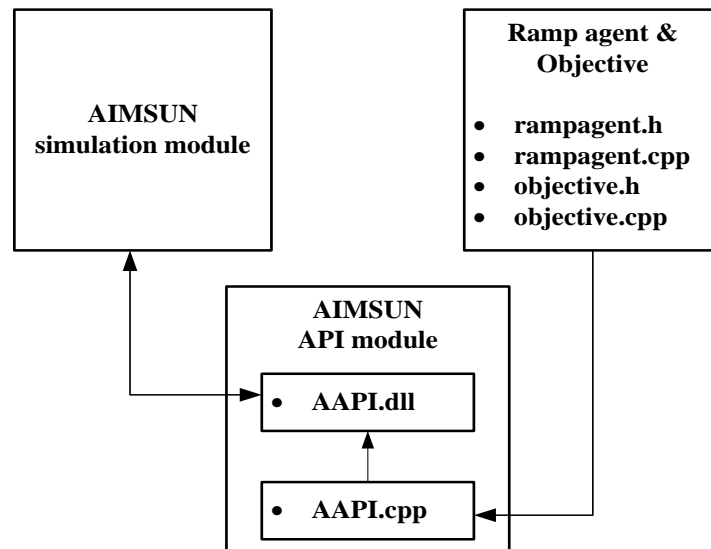 AIMSUN
simulation module
Ramp agent &
Objective
• rampagent.h
• rampagent.cpp
• objective.h
• objective.cpp
AIMSUN
API module
• AAPI.dll
• AAPI.cpp